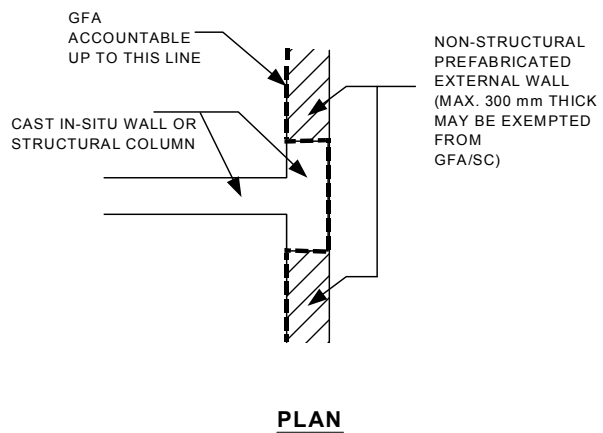 GFA
ACCOUNTABLE
UP TO THIS LINE
NON-STRUCTURAL
PREFABRICATED
EXTERNAL WALL
(MAX. 300 mm THICK
MAY BE EXEMPTED
FROM
GFA/SC)
CAST IN-SITU WALL OR
STRUCTURAL COLUMN
PLAN